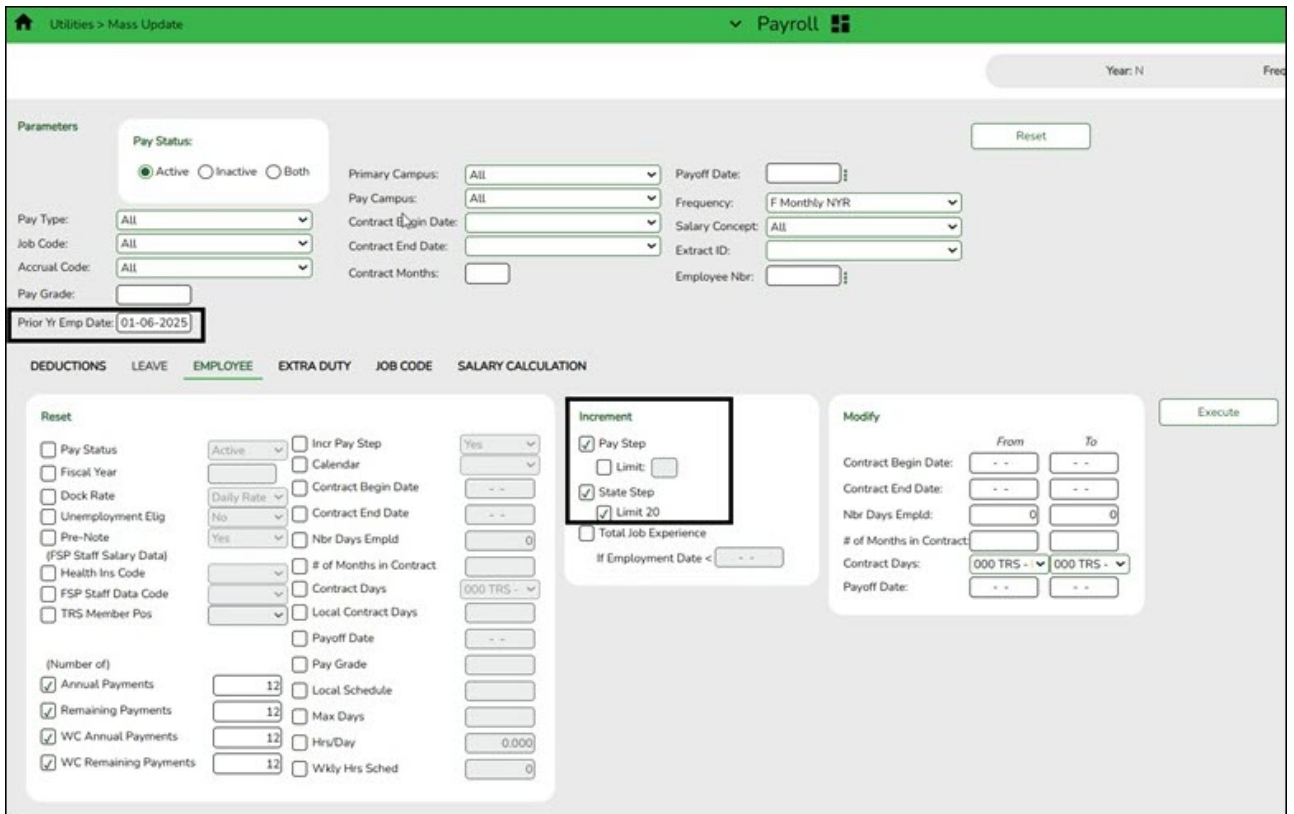 Utilities > Mass Update
Payroll
Year: N
Freq
Parameters
Reset
Pay Status:
Active Inactive Both
Primary Campus: All
Payoff Date:
Pay Campus: All
Frequency: F Monthly NYR
Pay Type: All
Contract Begin Date:
Salary Concept: All
Job Code: All
Contract End Date:
Extract ID:
Accrual Code: All
Contract Months:
Employee Nbr:
Pay Grade:
Prior Yr Emp Date: 01-06-2025
DEDUCTIONS LEAVE EMPLOYEE EXTRA DUTY JOB CODE SALARY CALCULATION
Reset
Pay Status Active
Fiscal Year
Dock Rate Daily Rate
Unemployment Elig No
Pre-Note Yes
(FSP Staff Salary Data)
Health Ins Code
FSP Staff Data Code
TRS Member Pos
(Number of)
Annual Payments 12
Remaining Payments 12
WC Annual Payments 12
WC Remaining Payments 12
Incr Pay Step Yes
Calendar
Contract Begin Date - -
Contract End Date - -
Nbr Days Empld 0
# of Months in Contract
Contract Days 000 TRS -
Local Contract Days
Payoff Date - -
Pay Grade
Local Schedule
Max Days
Hrs/Day 0.000
Wkly Hrs Sched 0
Increment
Pay Step
Limit:
State Step
Limit 20
Total Job Experience
If Employment Date < - -
Modify
From To
Contract Begin Date: - - - -
Contract End Date: - - - -
Nbr Days Empld: 0 0
# of Months in Contract:
Contract Days: 000 TRS - 000 TRS -
Payoff Date: - - - -
Execute